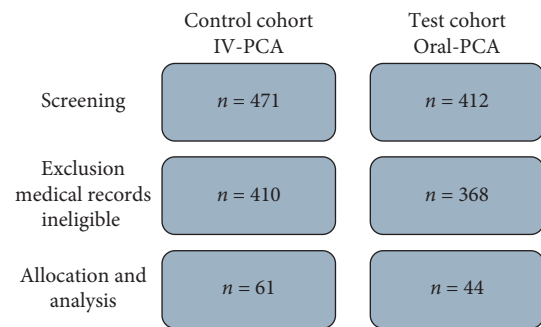 Control cohort
IV-PCA
Test cohort
Oral-PCA
Screening
n = 471
n = 412
Exclusion
medical records
ineligible
n = 410
n = 368
Allocation and
analysis
n = 61
n = 44